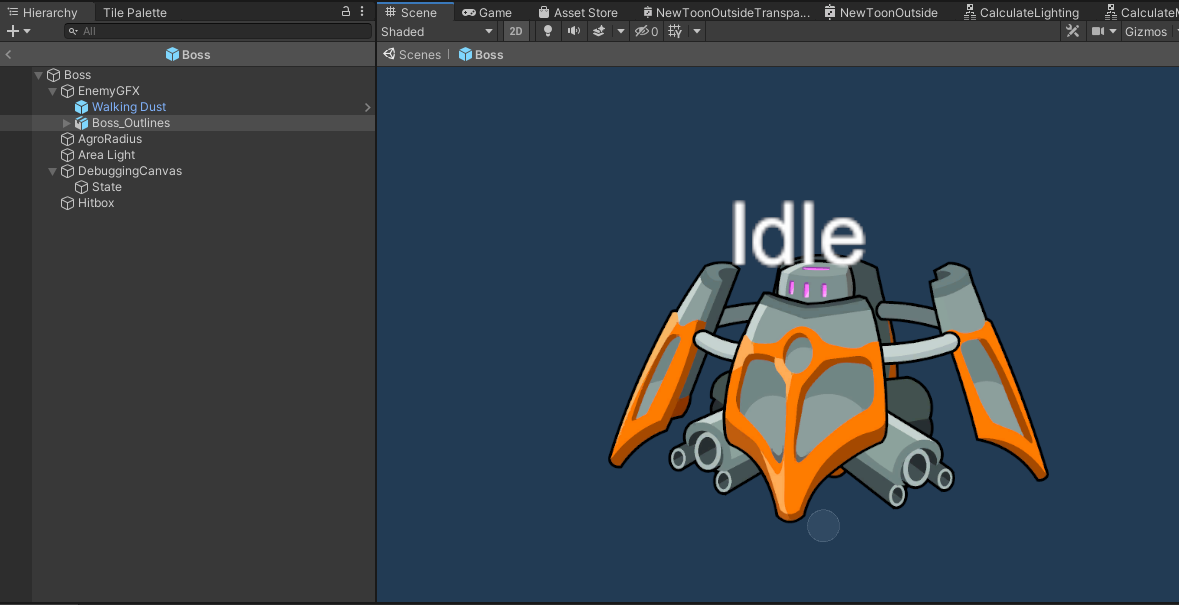 Hierarchy Tile Palette
All
Boss
Boss
EnemyGFX
Walking Dust
Boss_Outlines
AgroRadius
Area Light
DebuggingCanvas
State
Hitbox
Scene Game Asset Store NewToonOutsideTranspa... NewToonOutside CalculateLighting CalculateM
Shaded 2D 0 Gizmos
Scenes Boss
Idle